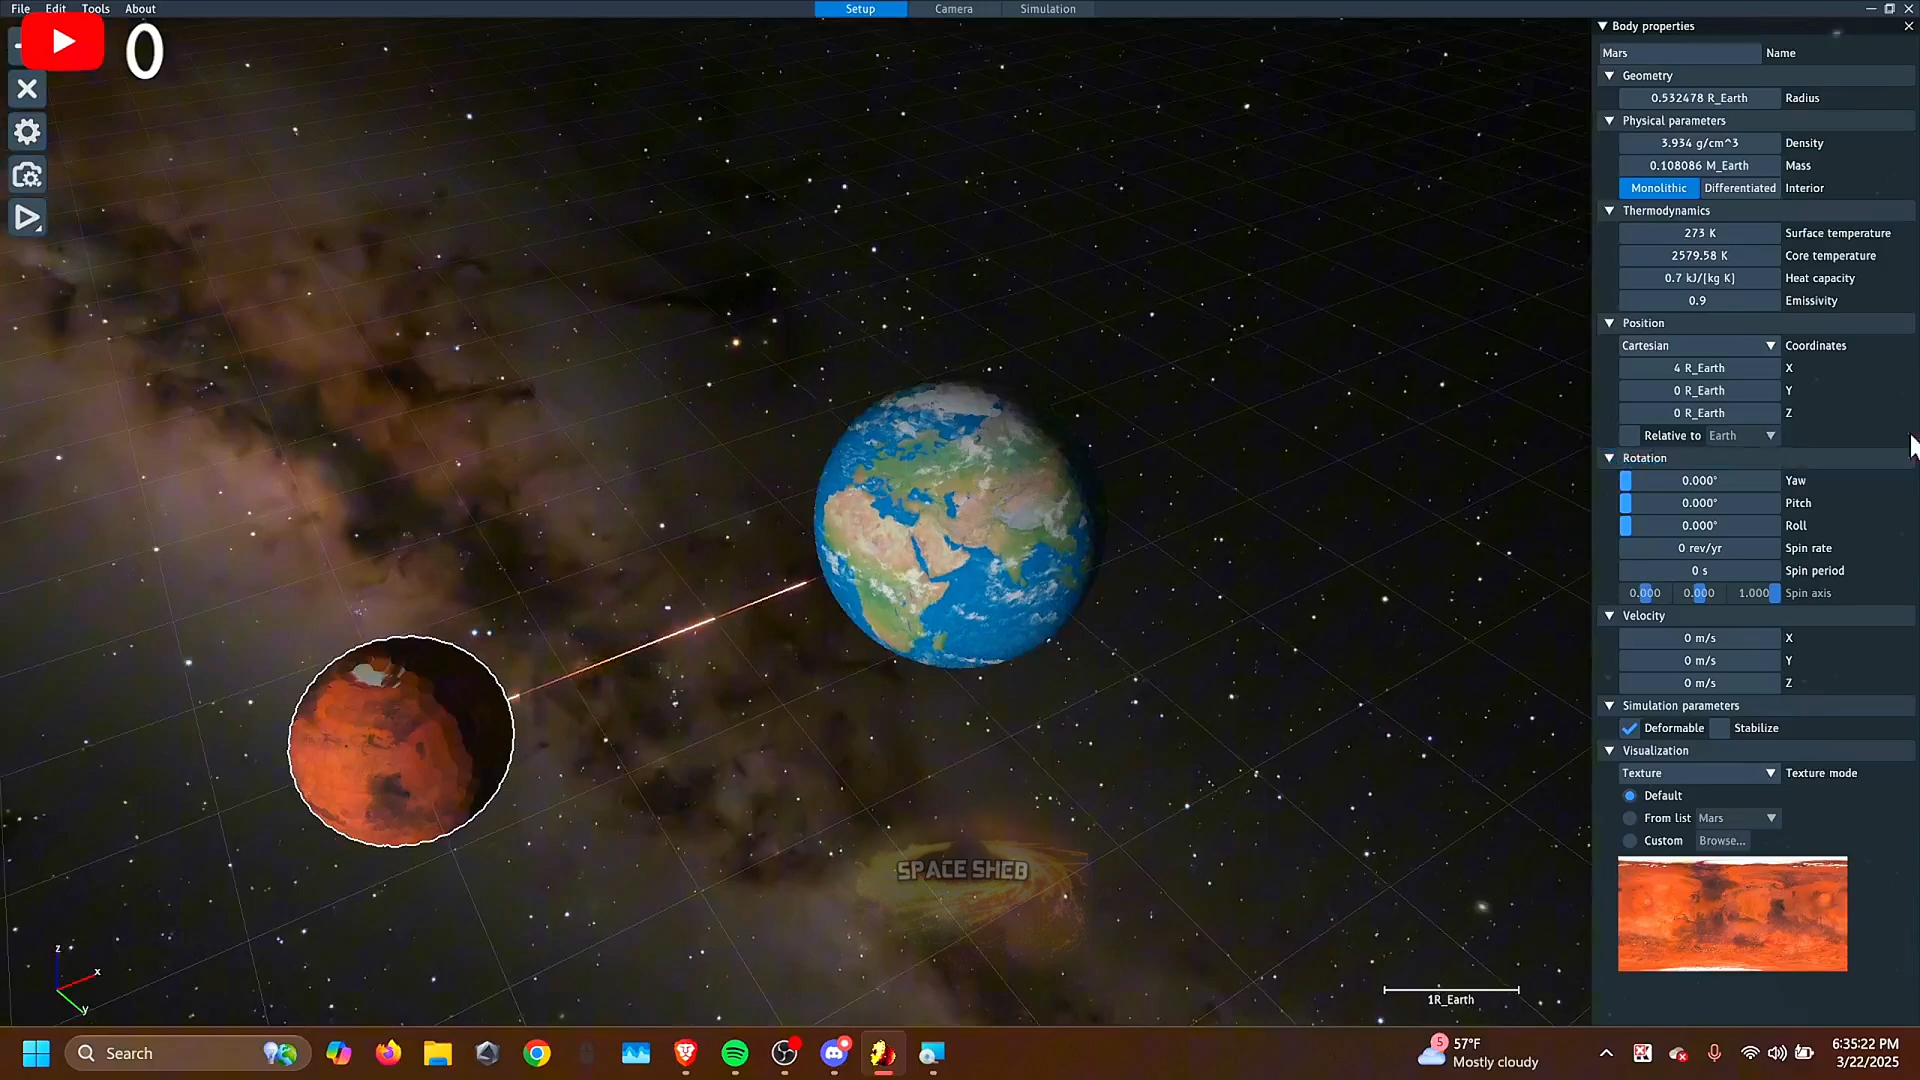 File Edit Tools About
Setup Camera Simulation
0
Body properties
Mars Name
Geometry
0.532478 R_Earth Radius
Physical parameters
3.934 g/cm^3 Density
0.108086 M_Earth Mass
Monolithic Differentiated Interior
Thermodynamics
273 K Surface temperature
2579.58 K Core temperature
0.7 kJ/(kg K) Heat capacity
0.9 Emissivity
Position
Cartesian Coordinates
4 R_Earth X
0 R_Earth Y
0 R_Earth Z
Relative to Earth
Rotation
0.000° Yaw
0.000° Pitch
0.000° Roll
0 rev/yr Spin rate
0 s Spin period
0.000 0.000 1.000 Spin axis
Velocity
0 m/s X
0 m/s Y
0 m/s Z
Simulation parameters
Deformable Stabilize
Visualization
Texture Texture mode
Default
From list Mars
Custom Browse...
SPACE SHEB
z
x
y
1R_Earth
Search
5
57°F
Mostly cloudy
6:35:22 PM
3/22/2025